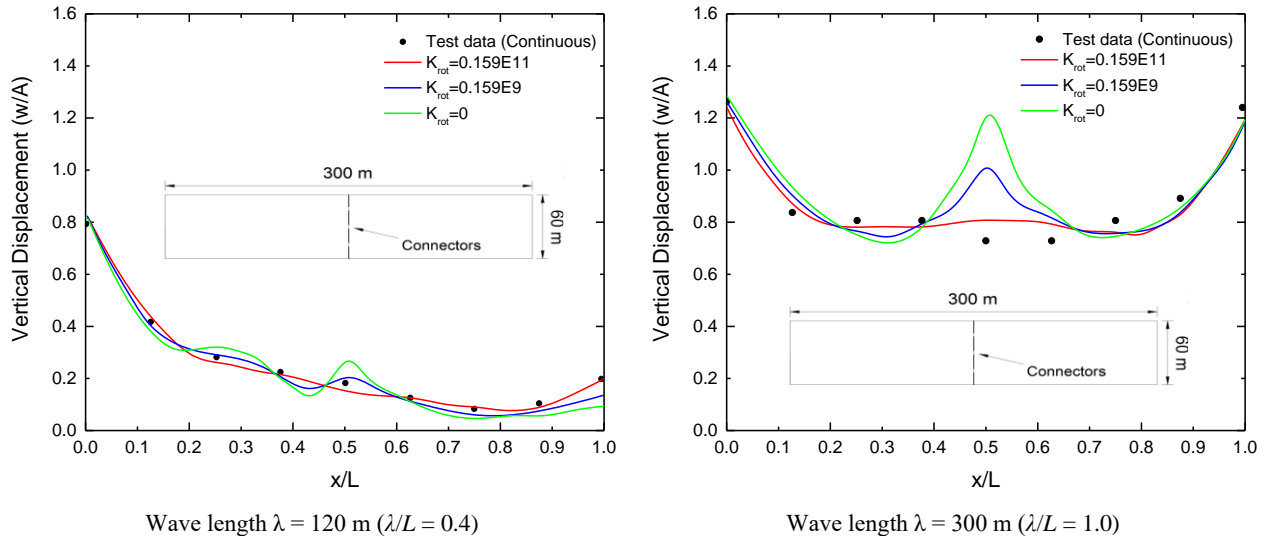 1.6
1.4
1.2
1.0
0.8
0.6
0.4
0.2
0.0
Vertical Displacement (w/A)
Test data (Continuous)
Krot=0.159E11
Krot=0.159E9
Krot=0
300 m
60 m
Connectors
0.0 0.1 0.2 0.3 0.4 0.5 0.6 0.7 0.8 0.9 1.0
x/L
Wave length λ = 120 m (λ/L = 0.4)
1.6
1.4
1.2
1.0
0.8
0.6
0.4
0.2
0.0
Vertical Displacement (w/A)
Test data (Continuous)
Krot=0.159E11
Krot=0.159E9
Krot=0
300 m
60 m
Connectors
0.0 0.1 0.2 0.3 0.4 0.5 0.6 0.7 0.8 0.9 1.0
x/L
Wave length λ = 300 m (λ/L = 1.0)